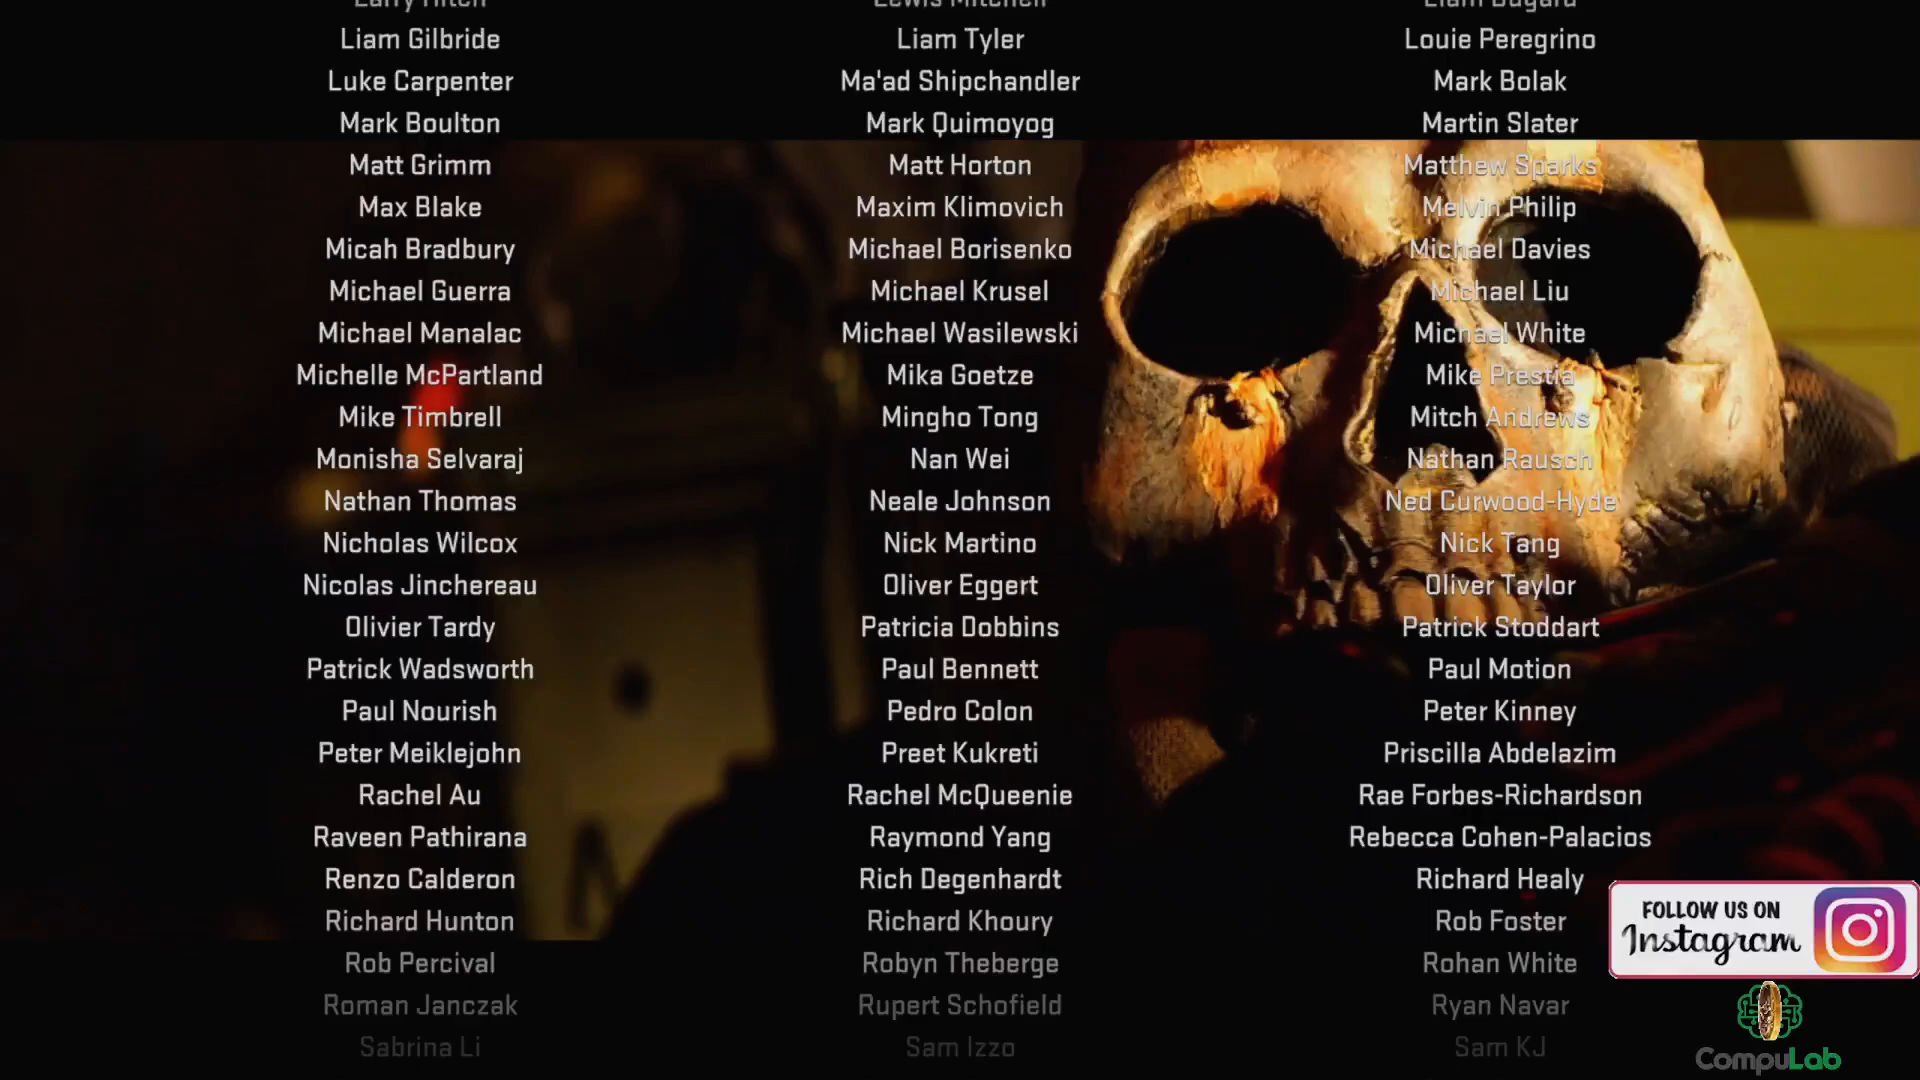 Larry Hitch Lewis Mitchell Liam Dugard
Liam Gilbride Liam Tyler Louie Peregrino
Luke Carpenter Ma'ad Shipchandler Mark Bolak
Mark Boulton Mark Quimoyog Martin Slater
Matt Grimm Matt Horton Matthew Sparks
Max Blake Maxim Klimovich Melvin Philip
Micah Bradbury Michael Borisenko Michael Davies
Michael Guerra Michael Krusel Michael Liu
Michael Manalac Michael Wasilewski Michael White
Michelle McPartland Mika Goetze Mike Prestia
Mike Timbrell Mingho Tong Mitch Andrews
Monisha Selvaraj Nan Wei Nathan Rausch
Nathan Thomas Neale Johnson Ned Curwood-Hyde
Nicholas Wilcox Nick Martino Nick Tang
Nicolas Jinchereau Oliver Eggert Oliver Taylor
Olivier Tardy Patricia Dobbins Patrick Stoddart
Patrick Wadsworth Paul Bennett Paul Motion
Paul Nourish Pedro Colon Peter Kinney
Peter Meiklejohn Preet Kukreti Priscilla Abdelazim
Rachel Au Rachel McQueenie Rae Forbes-Richardson
Raveen Pathirana Raymond Yang Rebecca Cohen-Palacios
Renzo Calderon Rich Degenhardt Richard Healy
Richard Hunton Richard Khoury Rob Foster
Rob Percival Robyn Theberge Rohan White
Roman Janczak Rupert Schofield Ryan Navar
Sabrina Li Sam Izzo Sam KJ
FOLLOW US ON
Instagram
CompuLab